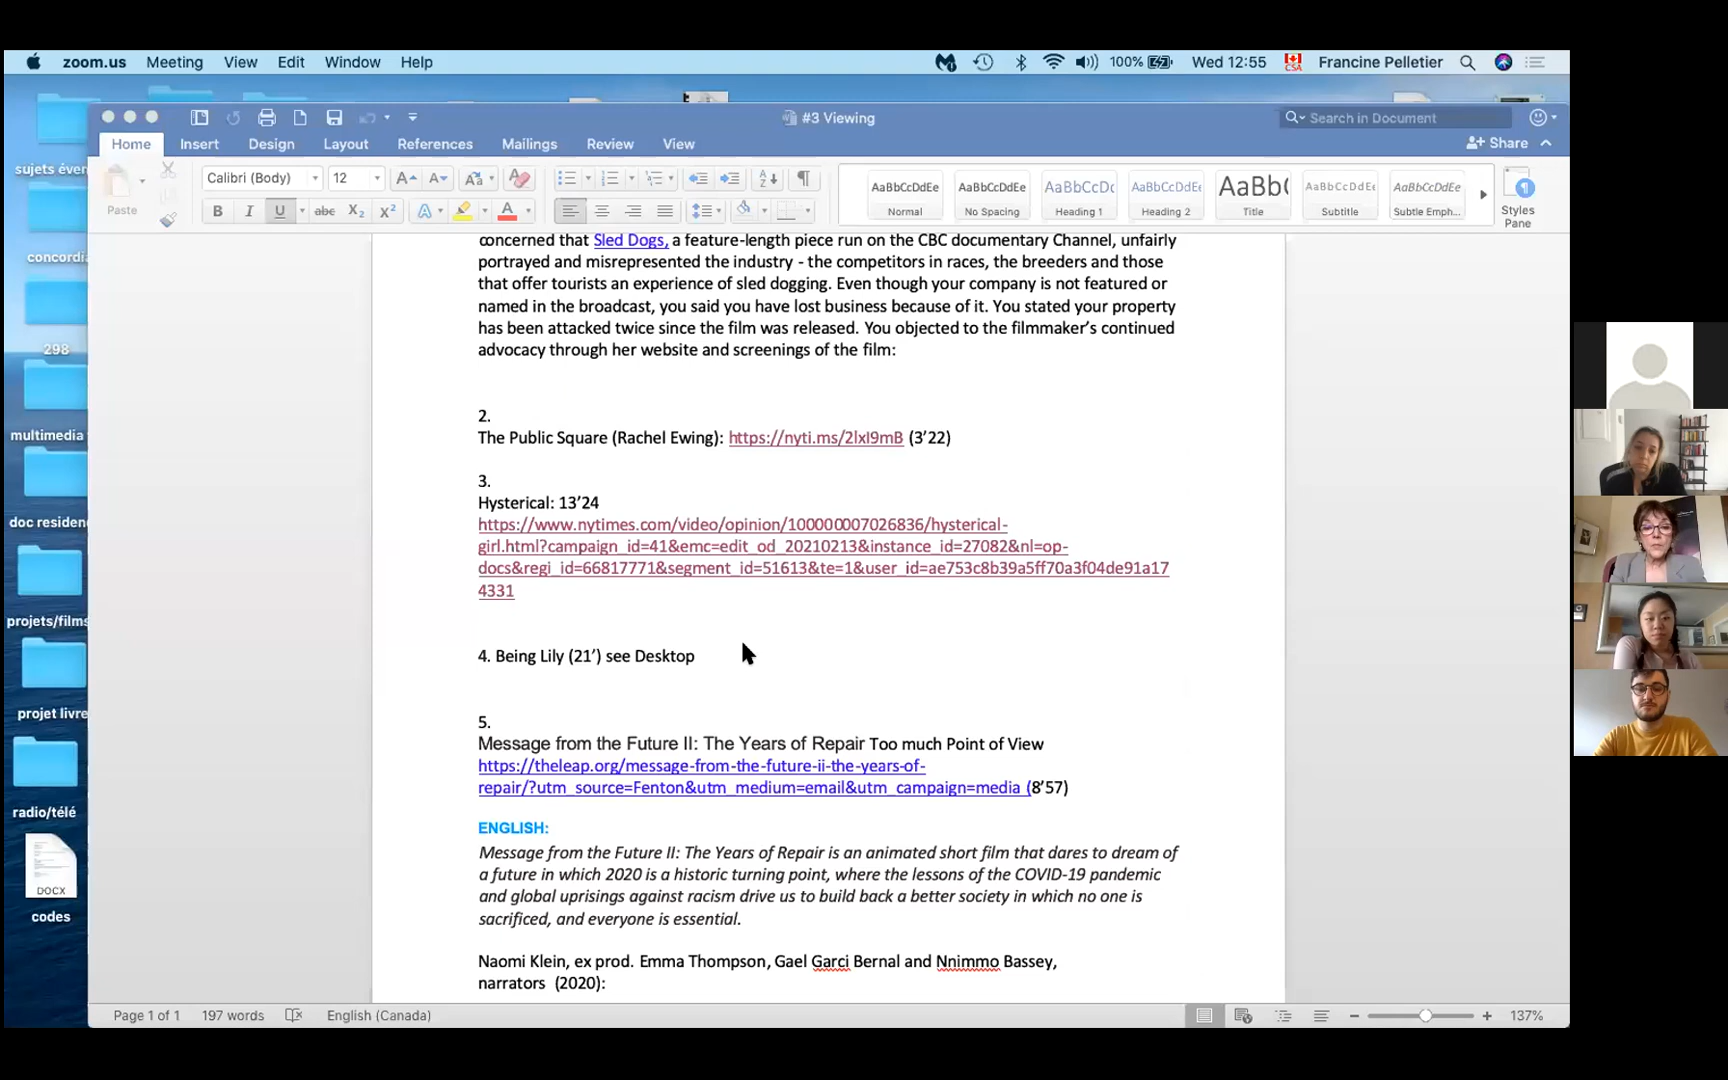 zoom.us Meeting View Edit Window Help 100% Wed 12:55 CSA Francine Pelletier
#3 Viewing Search in Document
Home Insert Design Layout References Mailings Review View Share
Paste Calibri (Body) 12 AaBbCcDdEe AaBbCcDdEe AaBbCcDc AaBbCcDdEe AaBb( AaBbCcDdEe AaBbCcDdEe
B I U abc X2 X2 A A Normal No Spacing Heading 1 Heading 2 Title Subtitle Subtle Emph... Styles Pane
sujets éver
concordi
298
multimedia
doc residen
projets/films
projet livre
radio/télé
DOCX
codes
concerned that Sled Dogs, a feature-length piece run on the CBC documentary Channel, unfairly
portrayed and misrepresented the industry - the competitors in races, the breeders and those
that offer tourists an experience of sled dogging. Even though your company is not featured or
named in the broadcast, you said you have lost business because of it. You stated your property
has been attacked twice since the film was released. You objected to the filmmaker's continued
advocacy through her website and screenings of the film:
2.
The Public Square (Rachel Ewing): https://nyti.ms/2lxI9mB (3'22)
3.
Hysterical: 13'24
https://www.nytimes.com/video/opinion/100000007026836/hysterical-
girl.html?campaign_id=41&emc=edit_od_20210213&instance_id=27082&nl=op-
docs&regi_id=66817771&segment_id=51613&te=1&user_id=ae753c8b39a5ff70a3f04de91a17
4331
4. Being Lily (21') see Desktop
5.
Message from the Future II: The Years of Repair Too much Point of View
https://theleap.org/message-from-the-future-ii-the-years-of-
repair/?utm_source=Fenton&utm_medium=email&utm_campaign=media (8'57)
ENGLISH:
Message from the Future II: The Years of Repair is an animated short film that dares to dream of
a future in which 2020 is a historic turning point, where the lessons of the COVID-19 pandemic
and global uprisings against racism drive us to build back a better society in which no one is
sacrificed, and everyone is essential.
Naomi Klein, ex prod. Emma Thompson, Gael Garci Bernal and Nnimmo Bassey,
narrators (2020):
Page 1 of 1 197 words English (Canada) 137%